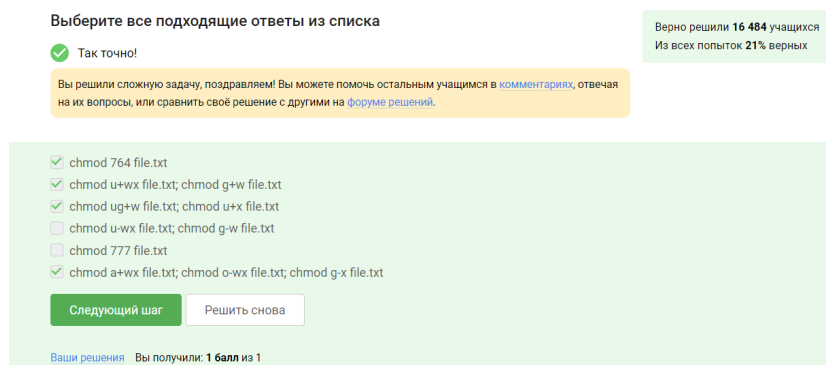 Выберите все подходящие ответы из списка
Верно решили 16 484 учащихся
Из всех попыток 21% верных
Так точно!
Вы решили сложную задачу, поздравляем! Вы можете помочь остальным учащимся в комментариях, отвечая
на их вопросы, или сравнить своё решение с другими на форуме решений.
chmod 764 file.txt
chmod u+wx file.txt; chmod g+w file.txt
chmod ug+w file.txt; chmod u+x file.txt
chmod u-wx file.txt; chmod g-w file.txt
chmod 777 file.txt
chmod a+wx file.txt; chmod o-wx file.txt; chmod g-x file.txt
Следующий шаг
Решить снова
Ваши решения Вы получили: 1 балл из 1